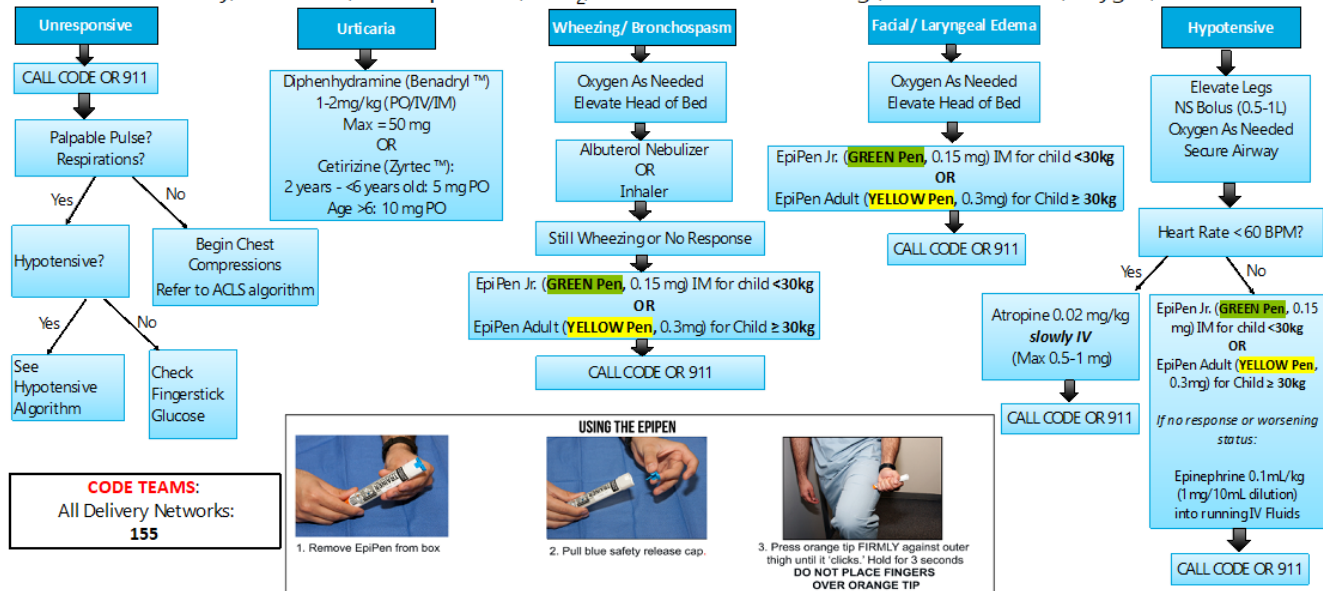 Unresponsive
CALL CODE OR 911
Palpable Pulse?
Respirations?
Yes
No
Hypotensive?
Begin Chest
Compressions
Refer to ACLS algorithm
Yes
No
See
Hypotensive
Algorithm
Check
Fingerstick
Glucose
CODE TEAMS:
All Delivery Networks:
155
Urticaria
Diphenhydramine (Benadryl ™)
1-2mg/kg (PO/IV/IM)
Max = 50 mg
OR
Cetirizine (Zyrtec ™):
2 years - <6 years old: 5 mg PO
Age >6: 10 mg PO
Wheezing/ Bronchospasm
Oxygen As Needed
Elevate Head of Bed
Albuterol Nebulizer
OR
Inhaler
Still Wheezing or No Response
EpiPen Jr. (GREEN Pen, 0.15 mg) IM for child <30kg
OR
EpiPen Adult (YELLOW Pen, 0.3mg) for Child ≥ 30kg
CALL CODE OR 911
Facial/ Laryngeal Edema
Oxygen As Needed
Elevate Head of Bed
EpiPen Jr. (GREEN Pen, 0.15 mg) IM for child <30kg
OR
EpiPen Adult (YELLOW Pen, 0.3mg) for Child ≥ 30kg
CALL CODE OR 911
Hypotensive
Elevate Legs
NS Bolus (0.5-1L)
Oxygen As Needed
Secure Airway
Heart Rate <60 BPM?
Yes
No
Atropine 0.02 mg/kg
slowly IV
(Max 0.5-1 mg)
CALL CODE OR 911
EpiPen Jr. (GREEN Pen, 0.15
mg) IM for child <30kg
OR
EpiPen Adult (YELLOW Pen,
0.3mg) for Child ≥ 30kg
If no response or worsening
status:
Epinephrine 0.1mL/kg
(1mg/10mL dilution)
into running IV Fluids
CALL CODE OR 911
USING THE EPIPEN
TRAINER
TRAINER
1. Remove EpiPen from box
2. Pull blue safety release cap.
3. Press orange tip FIRMLY against outer
thigh until it 'clicks.' Hold for 3 seconds
DO NOT PLACE FINGERS
OVER ORANGE TIP